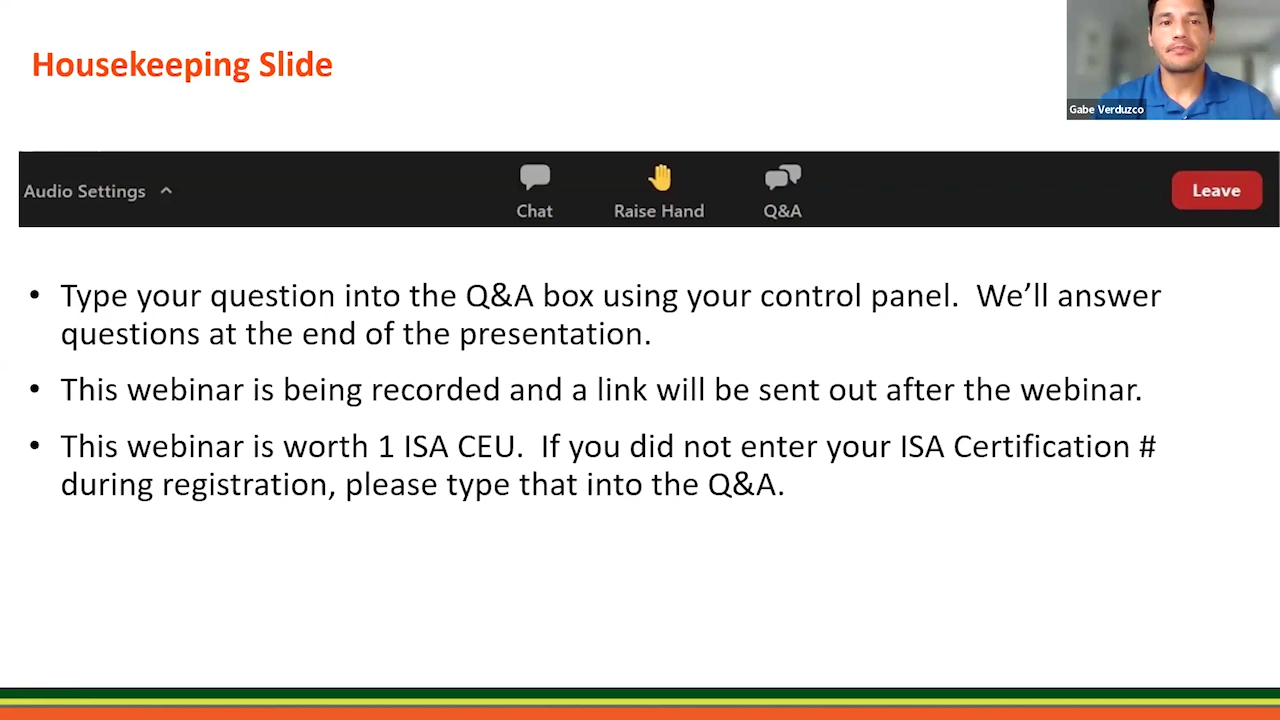 Housekeeping Slide
Gabe Verduzco
Audio Settings
Chat
Raise Hand
Q&A
Leave
• Type your question into the Q&A box using your control panel.  We’ll answer
questions at the end of the presentation.
• This webinar is being recorded and a link will be sent out after the webinar.
• This webinar is worth 1 ISA CEU.  If you did not enter your ISA Certification #
during registration, please type that into the Q&A.